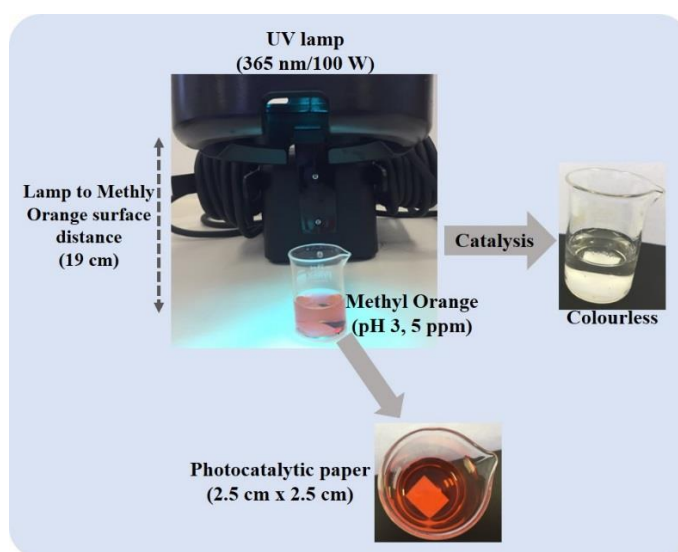 UV lamp
(365 nm/100 W)
Lamp to Methly
Orange surface
distance
(19 cm)
Catalysis
Methyl Orange
(pH 3, 5 ppm)
Colourless
Photocatalytic paper
(2.5 cm x 2.5 cm)